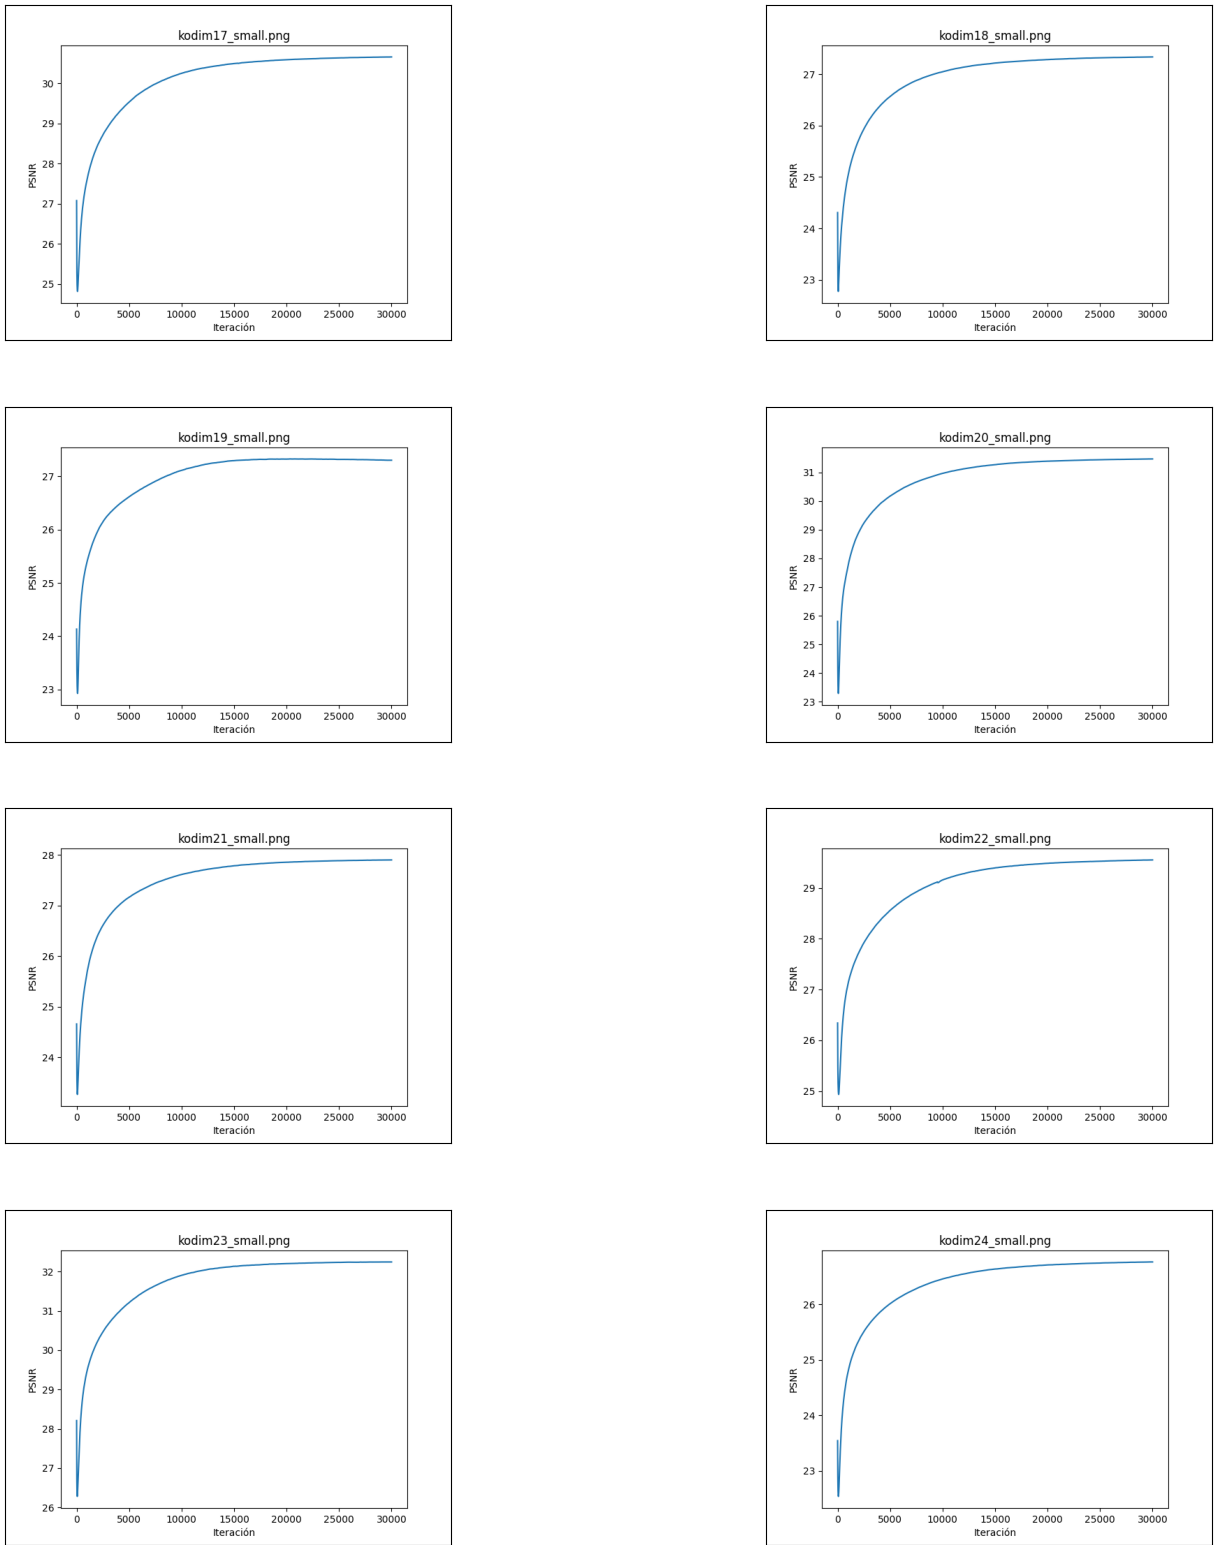 kodim17_small.png
PSNR
30
29
28
27
26
25
0 5000 10000 15000 20000 25000 30000
Iteración
kodim18_small.png
PSNR
27
26
25
24
23
0 5000 10000 15000 20000 25000 30000
Iteración
kodim19_small.png
PSNR
27
26
25
24
23
0 5000 10000 15000 20000 25000 30000
Iteración
kodim20_small.png
PSNR
31
30
29
28
27
26
25
24
23
0 5000 10000 15000 20000 25000 30000
Iteración
kodim21_small.png
PSNR
28
27
26
25
24
0 5000 10000 15000 20000 25000 30000
Iteración
kodim22_small.png
PSNR
29
28
27
26
25
0 5000 10000 15000 20000 25000 30000
Iteración
kodim23_small.png
PSNR
32
31
30
29
28
27
26
0 5000 10000 15000 20000 25000 30000
Iteración
kodim24_small.png
PSNR
26
25
24
23
0 5000 10000 15000 20000 25000 30000
Iteración